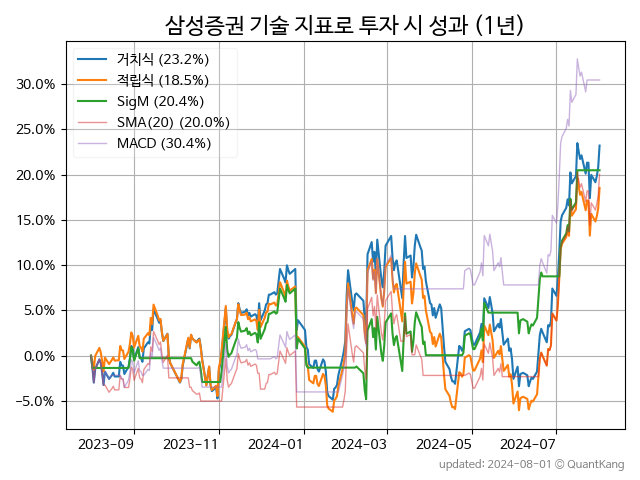 삼성증권 기술 지표로 투자 시 성과 (1년)
거치식 (23.2%)
적립식 (18.5%)
SigM (20.4%)
SMA(20) (20.0%)
MACD (30.4%)
30.0%
25.0%
20.0%
15.0%
10.0%
5.0%
0.0%
−5.0%
2023-09 2023-11 2024-01 2024-03 2024-05 2024-07
updated: 2024-08-01 © QuantKang